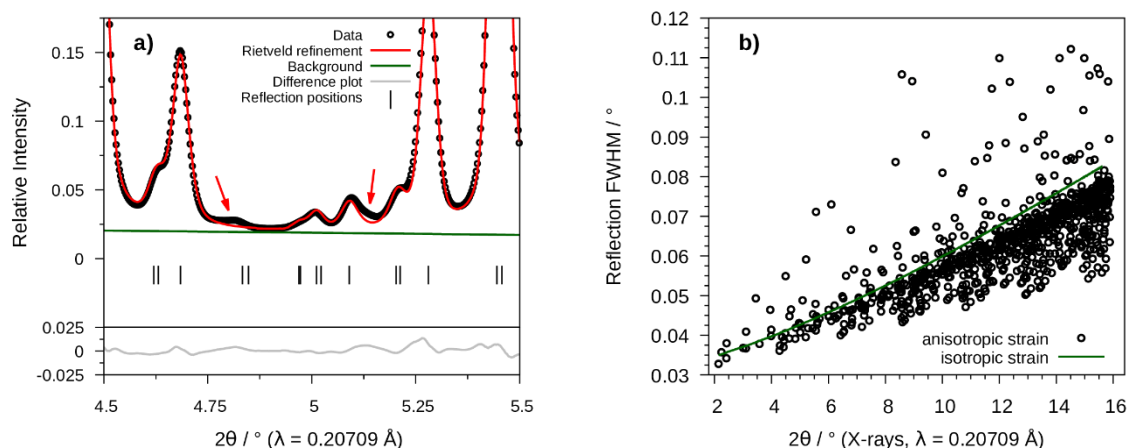 a)
Data
Rietveld refinement
Background
Difference plot
Reflection positions
Relative Intensity
0.15
0.1
0.05
0
0.025
0
-0.025
4.5 4.75 5 5.25 5.5
2θ / ° (λ = 0.20709 Å)
b)
Reflection FWHM / °
0.12
0.11
0.1
0.09
0.08
0.07
0.06
0.05
0.04
0.03
anisotropic strain
isotropic strain
2 4 6 8 10 12 14 16
2θ / ° (X-rays, λ = 0.20709 Å)